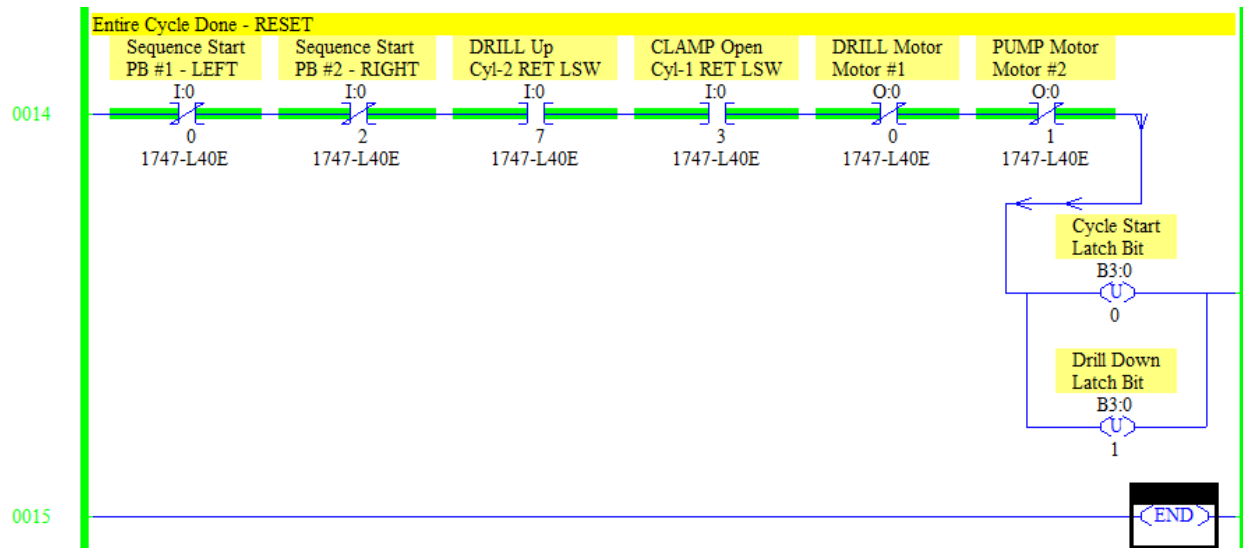 Entire Cycle Done - RESET
Sequence Start Sequence Start DRILL Up CLAMP Open DRILL Motor PUMP Motor
PB #1 - LEFT PB #2 - RIGHT Cyl-2 RET LSW Cyl-1 RET LSW Motor #1 Motor #2
I:0 I:0 I:0 I:0 O:0 O:0
0014
0 2 7 3 0 1
1747-L40E 1747-L40E 1747-L40E 1747-L40E 1747-L40E 1747-L40E
Cycle Start
Latch Bit
B3:0
U
0
Drill Down
Latch Bit
B3:0
U
1
0015 END